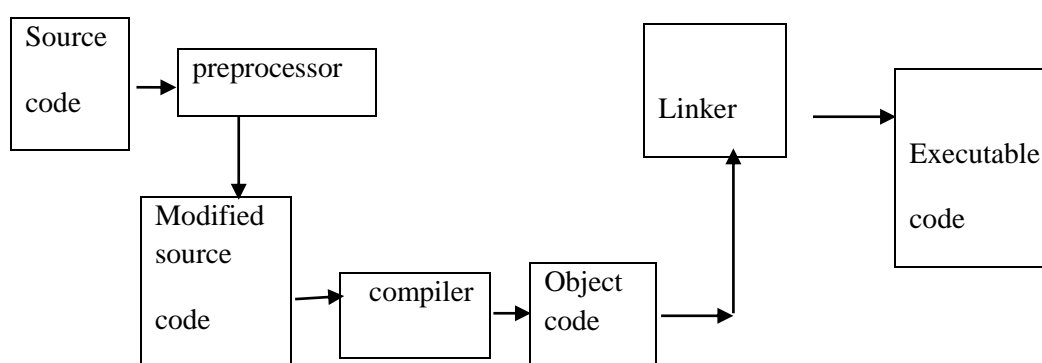 Source
code
preprocessor
Modified
source
code
compiler
Object
code
Linker
Executable
code